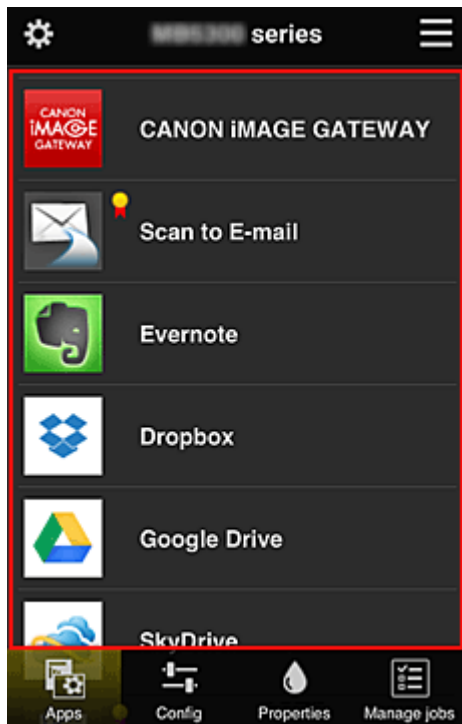 series
CANON
iMAGE
GATEWAY
CANON iMAGE GATEWAY
Scan to E-mail
Evernote
Dropbox
Google Drive
SkyDrive
Apps
Config
Properties
Manage jobs